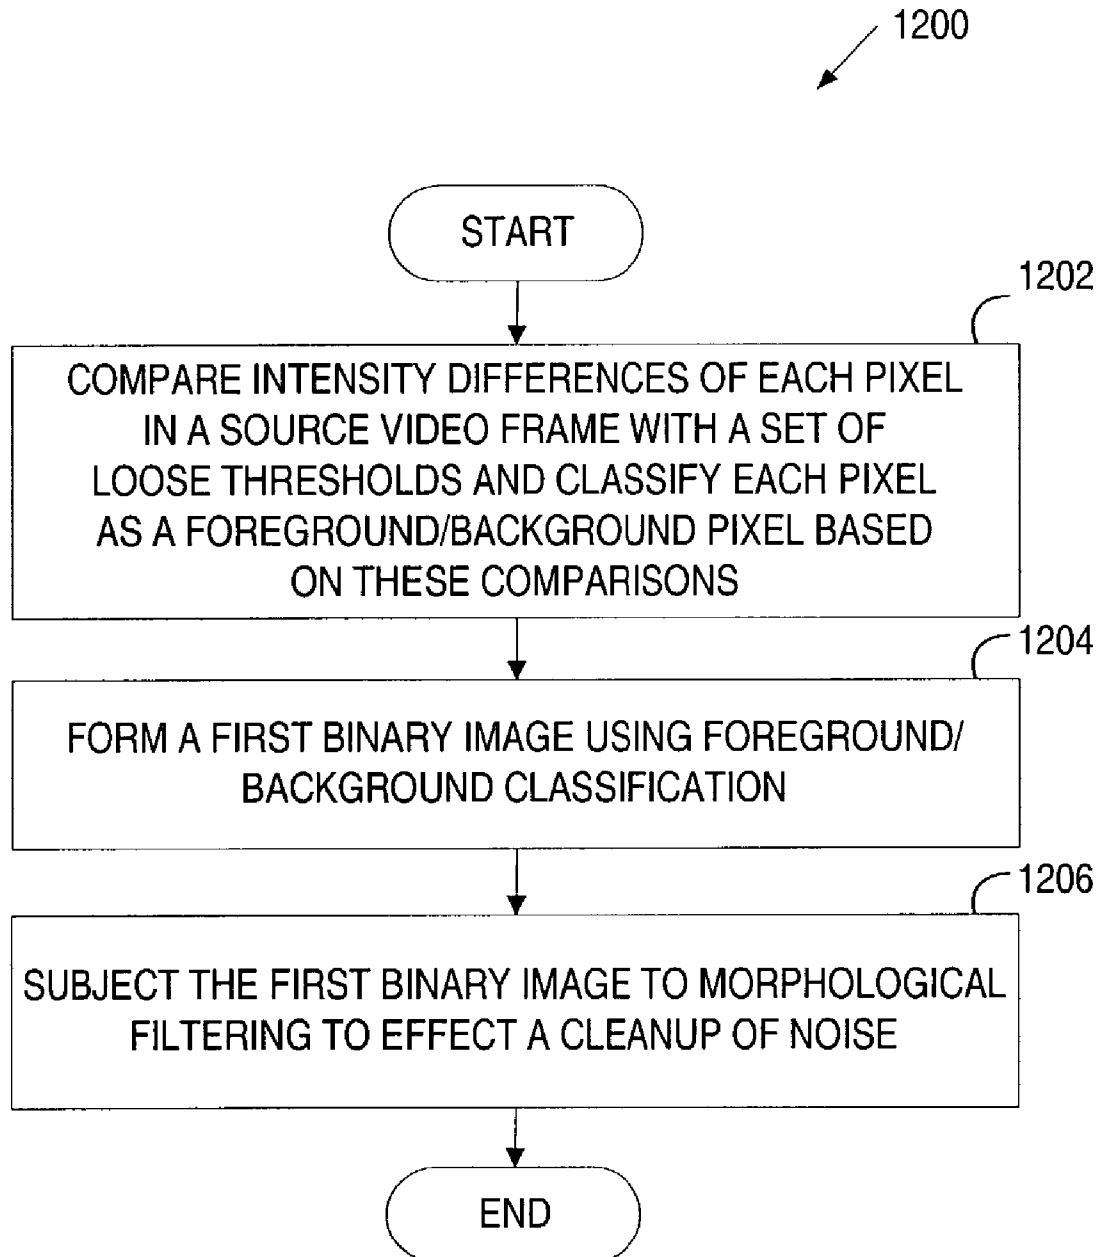 1200
START
1202
COMPARE INTENSITY DIFFERENCES OF EACH PIXEL
IN A SOURCE VIDEO FRAME WITH A SET OF
LOOSE THRESHOLDS AND CLASSIFY EACH PIXEL
AS A FOREGROUND/BACKGROUND PIXEL BASED
ON THESE COMPARISONS
1204
FORM A FIRST BINARY IMAGE USING FOREGROUND/
BACKGROUND CLASSIFICATION
1206
SUBJECT THE FIRST BINARY IMAGE TO MORPHOLOGICAL
FILTERING TO EFFECT A CLEANUP OF NOISE
END